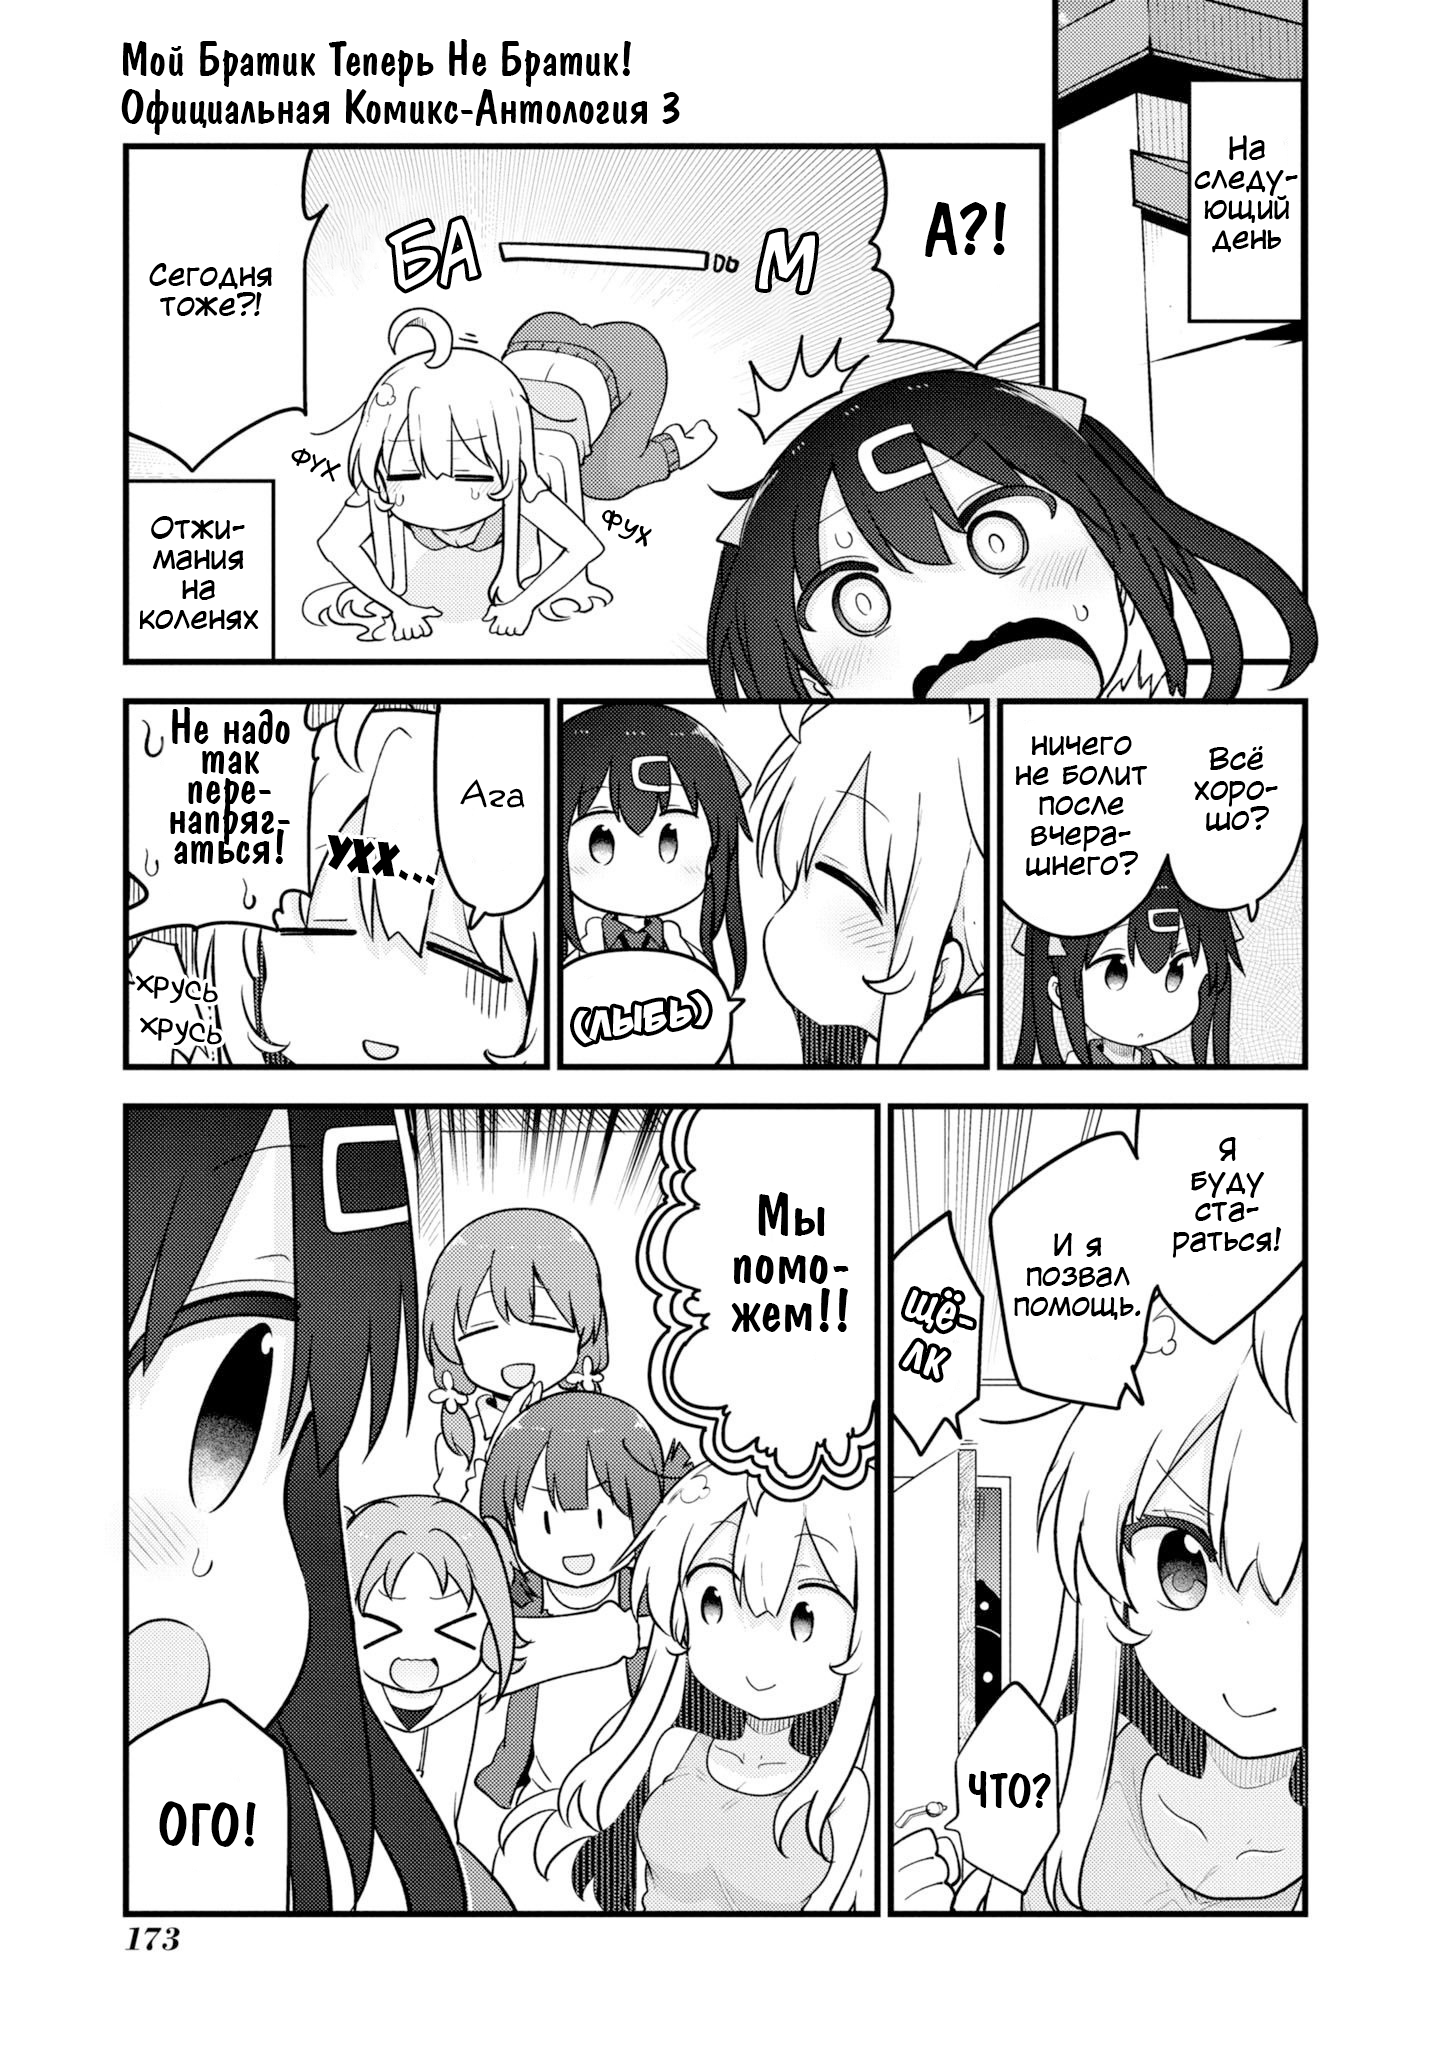 Мой Братик Теперь Не Братик!
Официальная Комикс-Антология 3
На
следу-
ющий
день
А?!
БА
М
Сегодня
тоже?!
ФУХ
ФУХ
Отжи-
мания
на
коленях
Всё
хоро-
шо?
ничего
не болит
после
вчера-
шнего?
(ЛЫБЬ)
Ага
УХХ...
Не надо
так
пере-
напряг-
аться!
хрусь
хрусь
Я
буду
ста-
раться!
И я
позвал
помощь.
ЩЁ-
ЛК
ЧТО?
Мы
помо-
жем!!
ОГО!
173